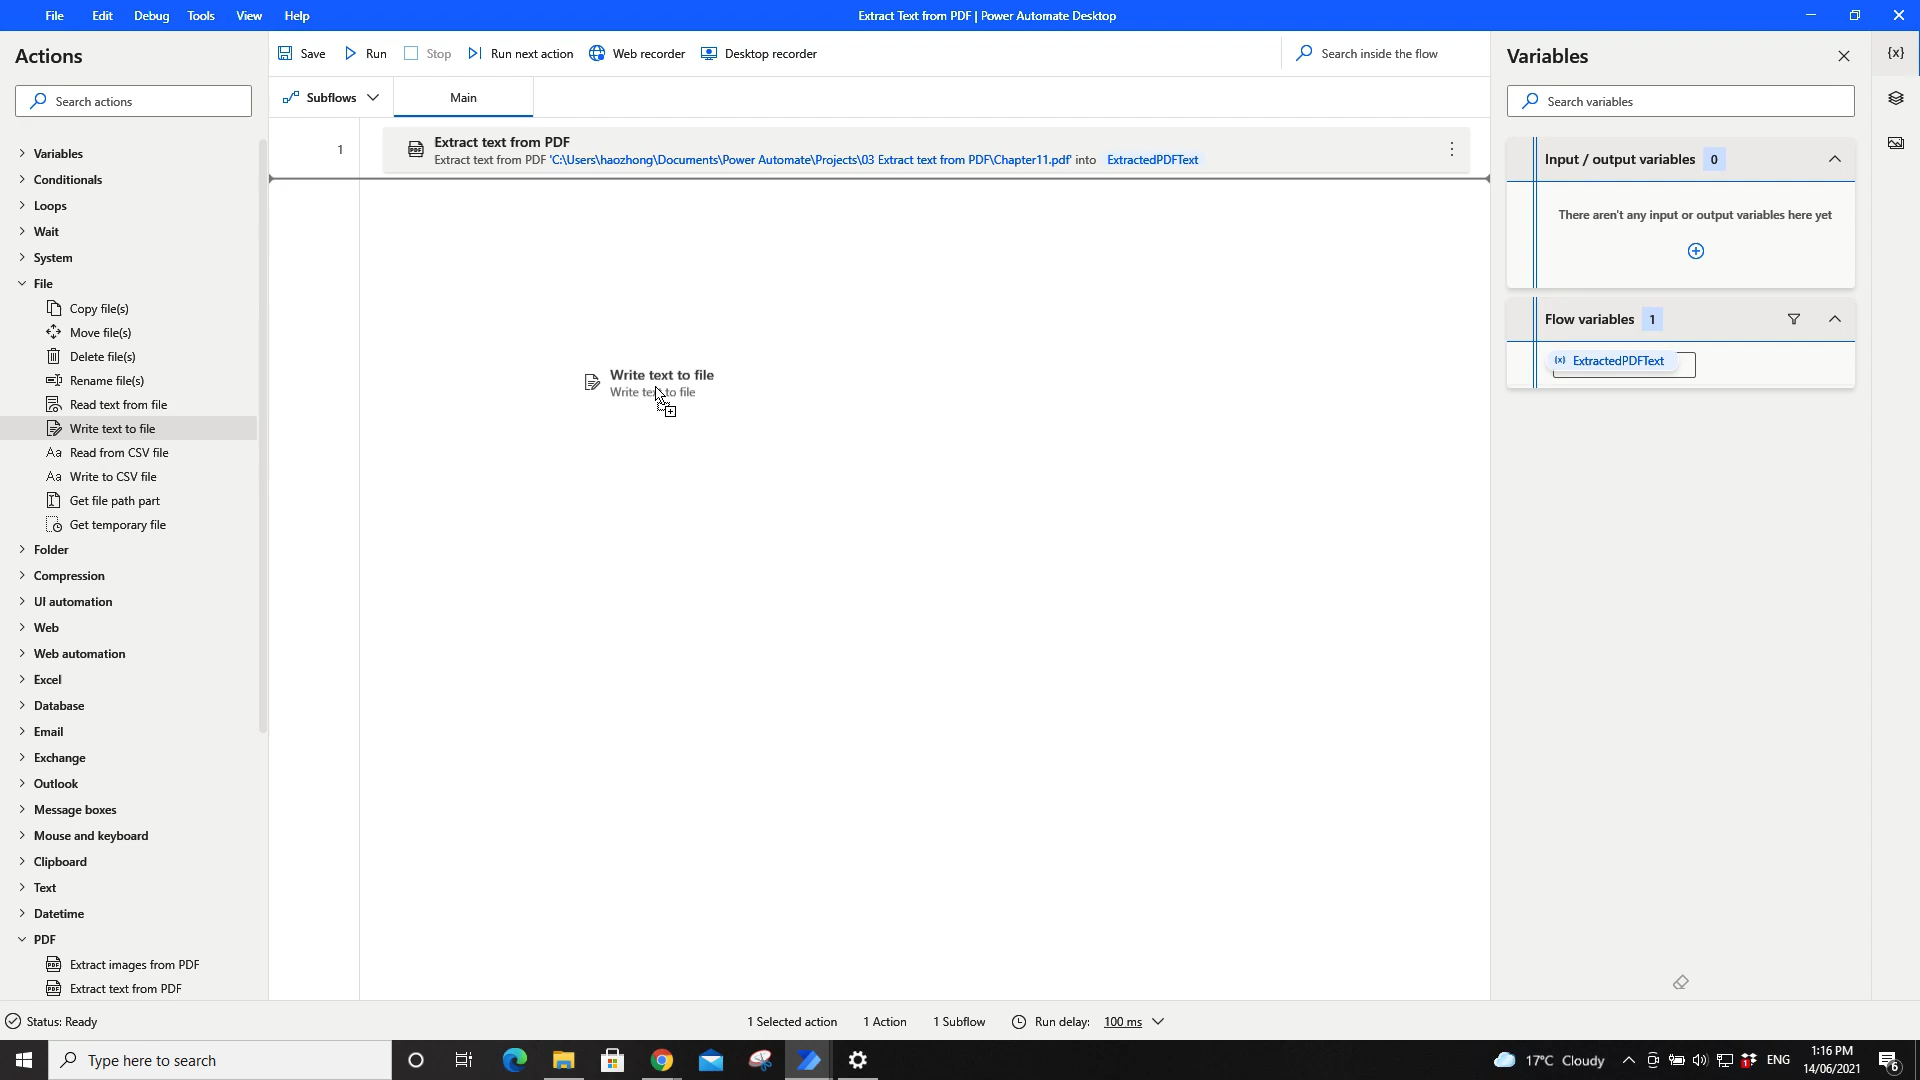 File Edit Debug Tools View Help
Extract Text from PDF | Power Automate Desktop
Actions
Search actions
Variables
Conditionals
Loops
Wait
System
File
Copy file(s)
Move file(s)
Delete file(s)
Rename file(s)
Read text from file
Write text to file
Aa Read from CSV file
Aa Write to CSV file
Get file path part
Get temporary file
Folder
Compression
UI automation
Web
Web automation
Excel
Database
Email
Exchange
Outlook
Message boxes
Mouse and keyboard
Clipboard
Text
Datetime
PDF
Extract images from PDF
Extract text from PDF
Save Run Stop Run next action Web recorder Desktop recorder
Search inside the flow
Subflows Main
1
Extract text from PDF
Extract text from PDF 'C:\Users\haozhong\Documents\Power Automate\Projects\03 Extract text from PDF\Chapter11.pdf' into ExtractedPDFText
Write text to file
Write text to file
Variables
{x}
Search variables
Input / output variables 0
There aren't any input or output variables here yet
Flow variables 1
(x) ExtractedPDFText
Status: Ready
1 Selected action 1 Action 1 Subflow Run delay: 100 ms
Type here to search
17°C Cloudy
ENG
1:16 PM
14/06/2021
6